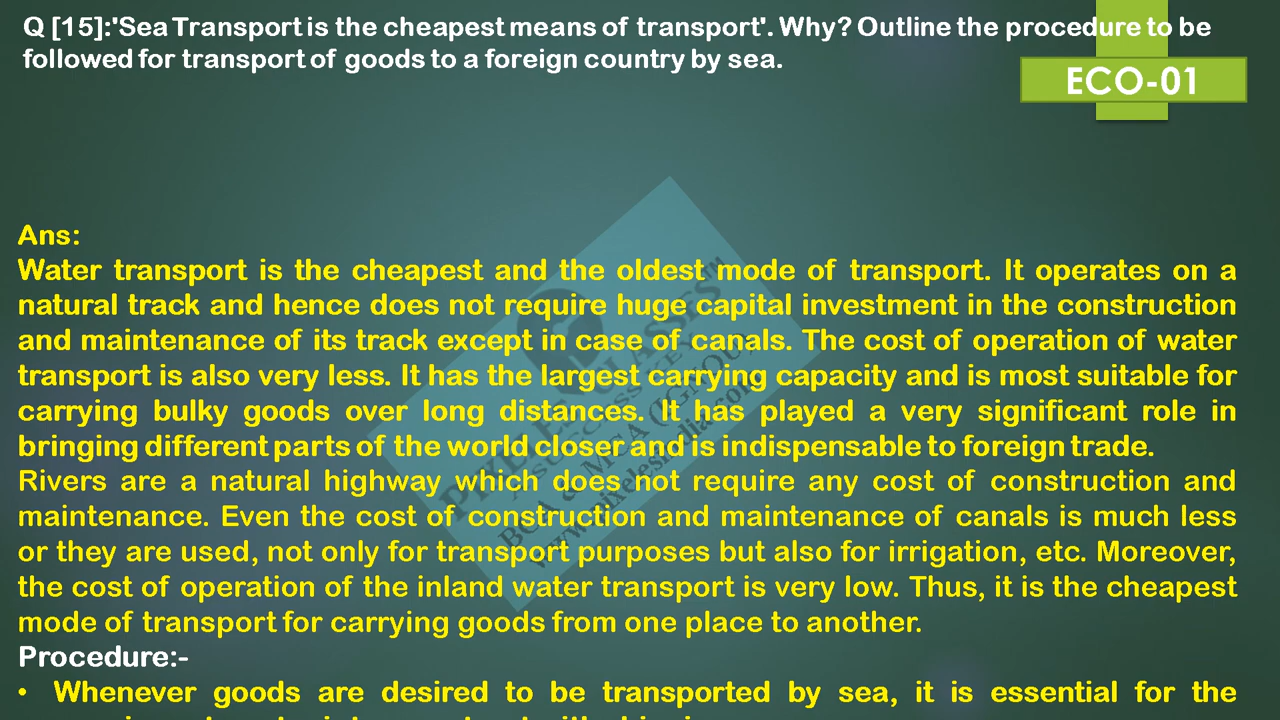 Q [15]:'Sea Transport is the cheapest means of transport'. Why? Outline the procedure to be
followed for transport of goods to a foreign country by sea.
ECO-01
Ans:
Water transport is the cheapest and the oldest mode of transport. It operates on a
natural track and hence does not require huge capital investment in the construction
and maintenance of its track except in case of canals. The cost of operation of water
transport is also very less. It has the largest carrying capacity and is most suitable for
carrying bulky goods over long distances. It has played a very significant role in
bringing different parts of the world closer and is indispensable to foreign trade.
Rivers are a natural highway which does not require any cost of construction and
maintenance. Even the cost of construction and maintenance of canals is much less
or they are used, not only for transport purposes but also for irrigation, etc. Moreover,
the cost of operation of the inland water transport is very low. Thus, it is the cheapest
mode of transport for carrying goods from one place to another.
Procedure:-
• Whenever goods are desired to be transported by sea, it is essential for the